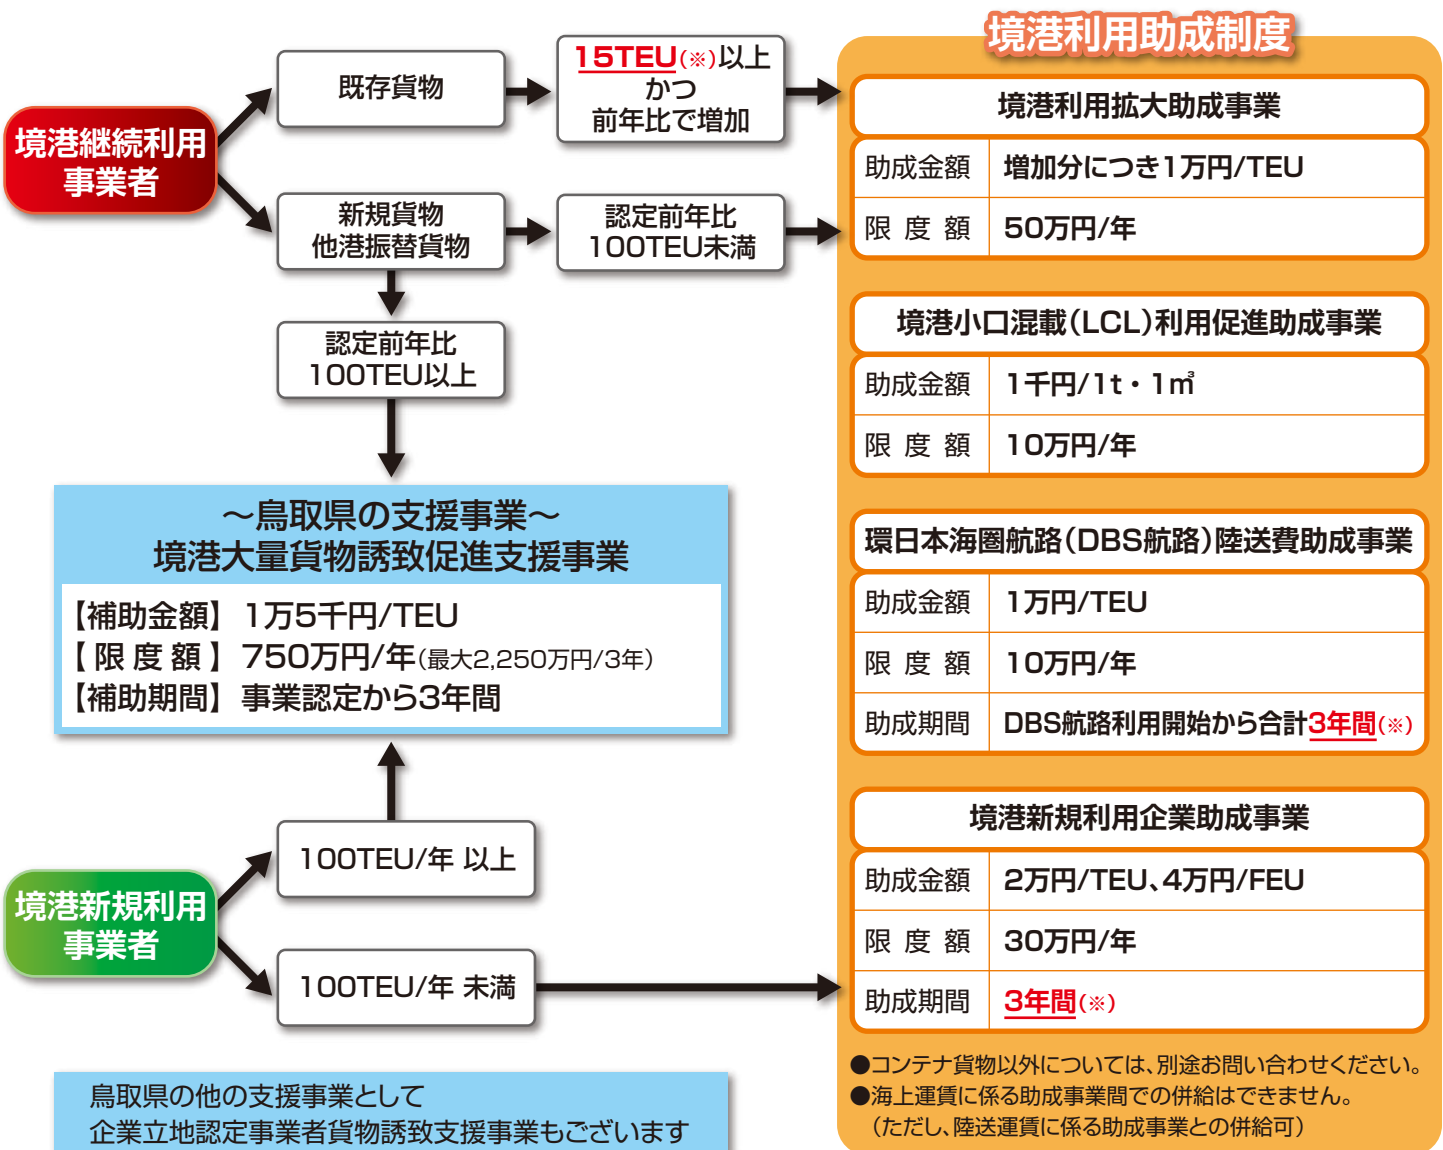 境港継続利用
事業者
既存貨物
15TEU(※)以上
かつ
前年比で増加
新規貨物
他港振替貨物
認定前年比
100TEU未満
認定前年比
100TEU以上
～鳥取県の支援事業～
境港大量貨物誘致促進支援事業
【補助金額】 1万5千円/TEU
【 限 度 額 】 750万円/年(最大2,250万円/3年)
【補助期間】 事業認定から3年間
100TEU/年 以上
境港新規利用
事業者
100TEU/年 未満
鳥取県の他の支援事業として
企業立地認定事業者貨物誘致支援事業もございます
境港利用助成制度
境港利用拡大助成事業
助成金額 増加分につき1万円/TEU
限 度 額 50万円/年
境港小口混載(LCL)利用促進助成事業
助成金額 1千円/1t・1㎥
限 度 額 10万円/年
環日本海圏航路(DBS航路)陸送費助成事業
助成金額 1万円/TEU
限 度 額 10万円/年
助成期間 DBS航路利用開始から合計3年間(※)
境港新規利用企業助成事業
助成金額 2万円/TEU、4万円/FEU
限 度 額 30万円/年
助成期間 3年間(※)
●コンテナ貨物以外については、別途お問い合わせください。
●海上運賃に係る助成事業間での併給はできません。
(ただし、陸送運賃に係る助成事業との併給可)